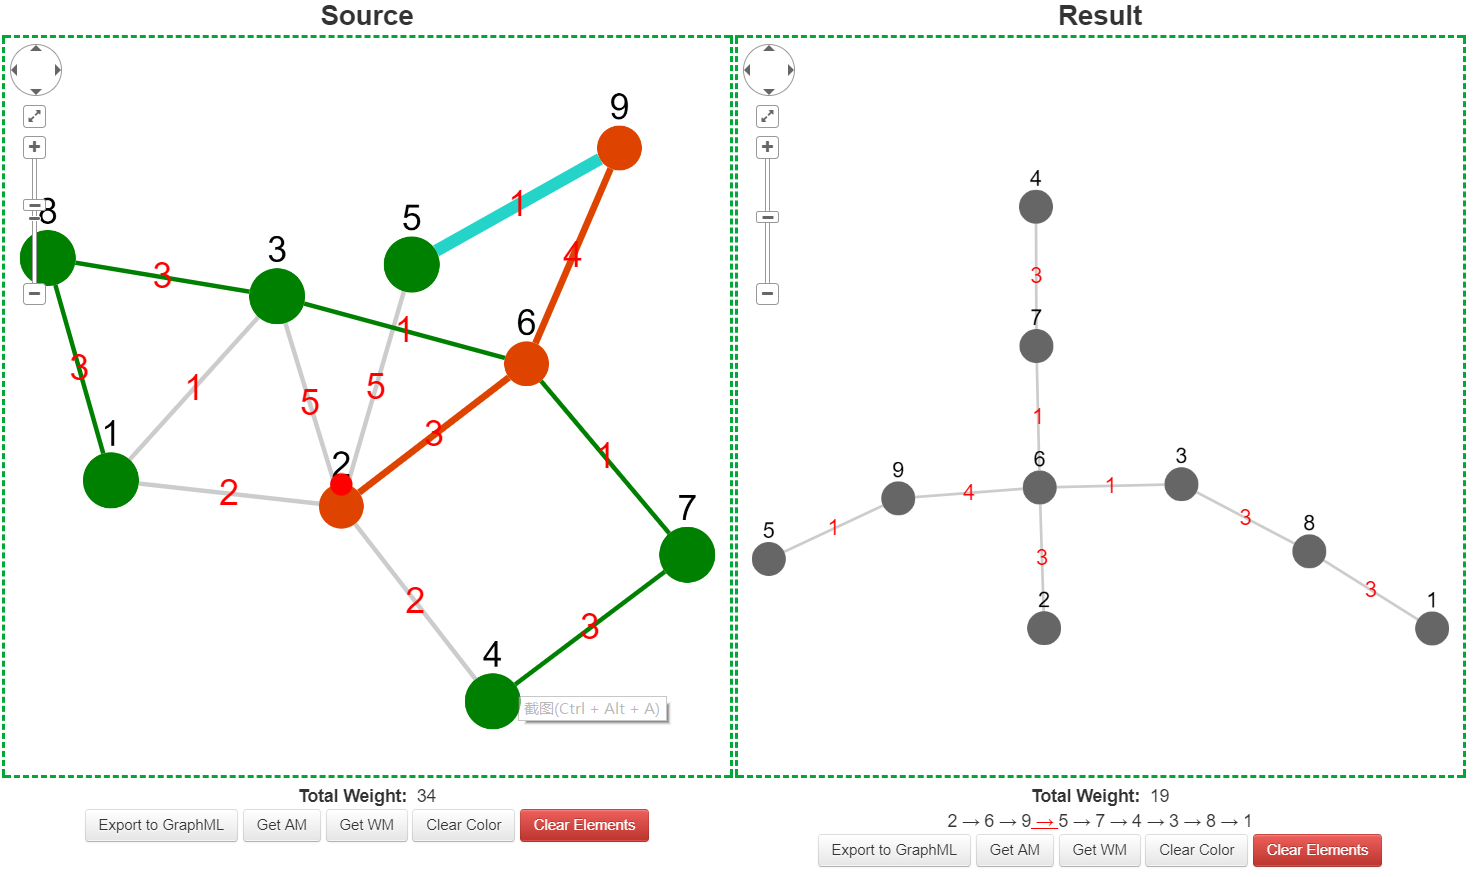 Source
Result
9
8
5
3
1
4
3
6
1
3
1
5
5
1
3
2
1
2
7
2
3
4
截图(Ctrl + Alt + A)
4
3
7
1
9
6
3
5
1
4
1
3
8
3
3
2
1
Total Weight: 34
Export to GraphML
Get AM
Get WM
Clear Color
Clear Elements
Total Weight: 19
2→6→9→5→7→4→3→8→1
Export to GraphML
Get AM
Get WM
Clear Color
Clear Elements